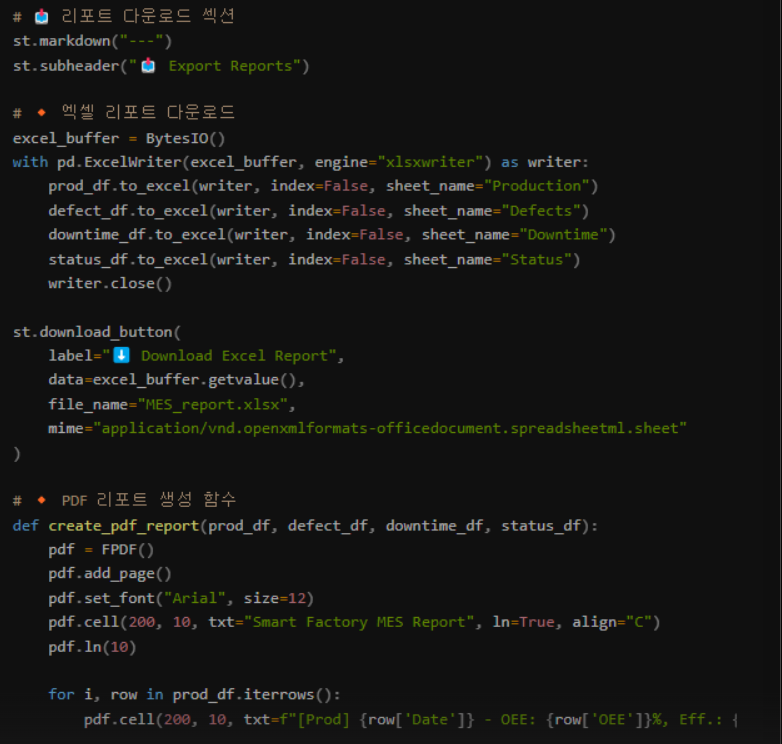 # 📥 리포트 다운로드 섹션
st.markdown("---")
st.subheader("📥 Export Reports")

# 🔸 엑셀 리포트 다운로드
excel_buffer = BytesIO()
with pd.ExcelWriter(excel_buffer, engine="xlsxwriter") as writer:
    prod_df.to_excel(writer, index=False, sheet_name="Production")
    defect_df.to_excel(writer, index=False, sheet_name="Defects")
    downtime_df.to_excel(writer, index=False, sheet_name="Downtime")
    status_df.to_excel(writer, index=False, sheet_name="Status")
    writer.close()

st.download_button(
    label="⬇️ Download Excel Report",
    data=excel_buffer.getvalue(),
    file_name="MES_report.xlsx",
    mime="application/vnd.openxmlformats-officedocument.spreadsheetml.sheet"
)

# 🔸 PDF 리포트 생성 함수
def create_pdf_report(prod_df, defect_df, downtime_df, status_df):
    pdf = FPDF()
    pdf.add_page()
    pdf.set_font("Arial", size=12)
    pdf.cell(200, 10, txt="Smart Factory MES Report", ln=True, align="C")
    pdf.ln(10)

    for i, row in prod_df.iterrows():
        pdf.cell(200, 10, txt=f"[Prod] {row['Date']} - OEE: {row['OEE']}%, Eff.: {